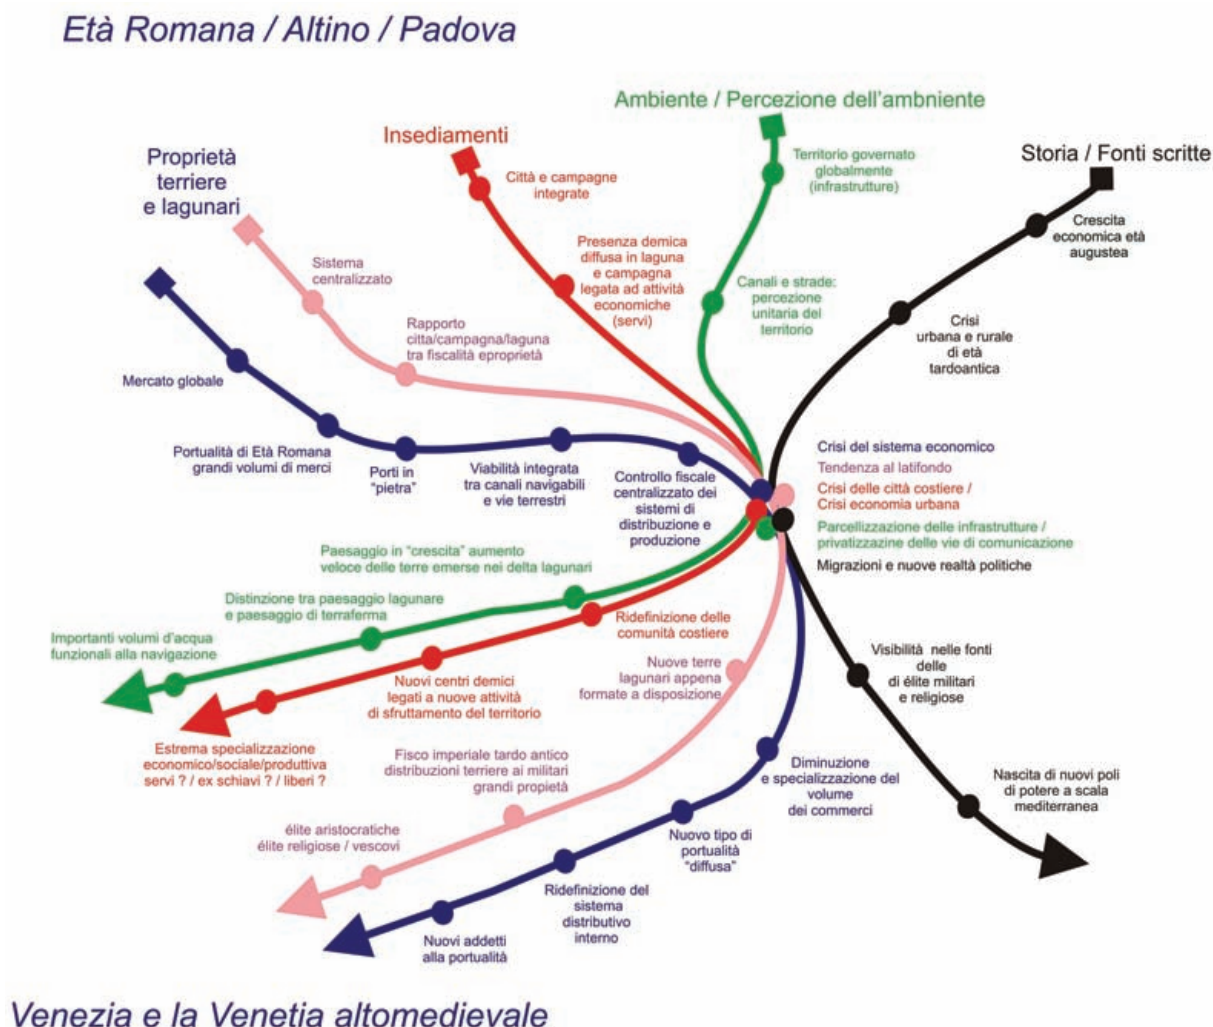 Età Romana / Altino / Padova
Ambiente / Percezione dell'ambniente
Insediamenti
Storia / Fonti scritte
Proprietà
terriere
e lagunari
Territorio governato
globalmente
(infrastrutture)
Città e campagne
integrate
Crescita
economica età
augustea
Presenza demica
diffusa in laguna
e campagna
legata ad attività
economiche
(servi)
Sistema
centralizzato
Canali e strade:
percezione
unitaria del
territorio
Rapporto
citta/campagna/laguna
tra fiscalità eproprietà
Crisi
urbana e rurale
di età
tardoantica
Mercato globale
Portualità di Età Romana
grandi volumi di merci
Porti in
"pietra"
Viabilità integrata
tra canali navigabili
e vie terrestri
Controllo fiscale
centralizzato dei
sistemi di
distribuzione e
produzione
Crisi del sistema economico
Tendenza al latifondo
Crisi delle città costiere /
Crisi economia urbana
Parcellizzazione delle infrastrutture /
privatizzazine delle vie di comunicazione
Migrazioni e nuove realtà politiche
Paesaggio in "crescita" aumento
veloce delle terre emerse nei delta lagunari
Distinzione tra paesaggio lagunare
e paesaggio di terraferma
Importanti volumi d'acqua
funzionali alla navigazione
Ridefinizione delle
comunità costiere
Nuovi centri demici
legati a nuove attività
di sfruttamento del territorio
Estrema specializzazione
economico/sociale/produttiva
servi ? / ex schiavi ? / liberi ?
Nuove terre
lagunari appena
formate a disposizione
Visibilità nelle fonti
delle
di élite militari
e religiose
Fisco imperiale tardo antico
distribuzioni terriere ai militari
grandi propietà
Diminuzione
e specializzazione del
volume
dei commerci
Nascita di nuovi poli
di potere a scala
mediterranea
élite aristocratiche
élite religiose / vescovi
Nuovo tipo di
portualità
"diffusa"
Ridefinizione del
sistema
distributivo
interno
Nuovi addetti
alla portualità
Venezia e la Venetia altomedievale